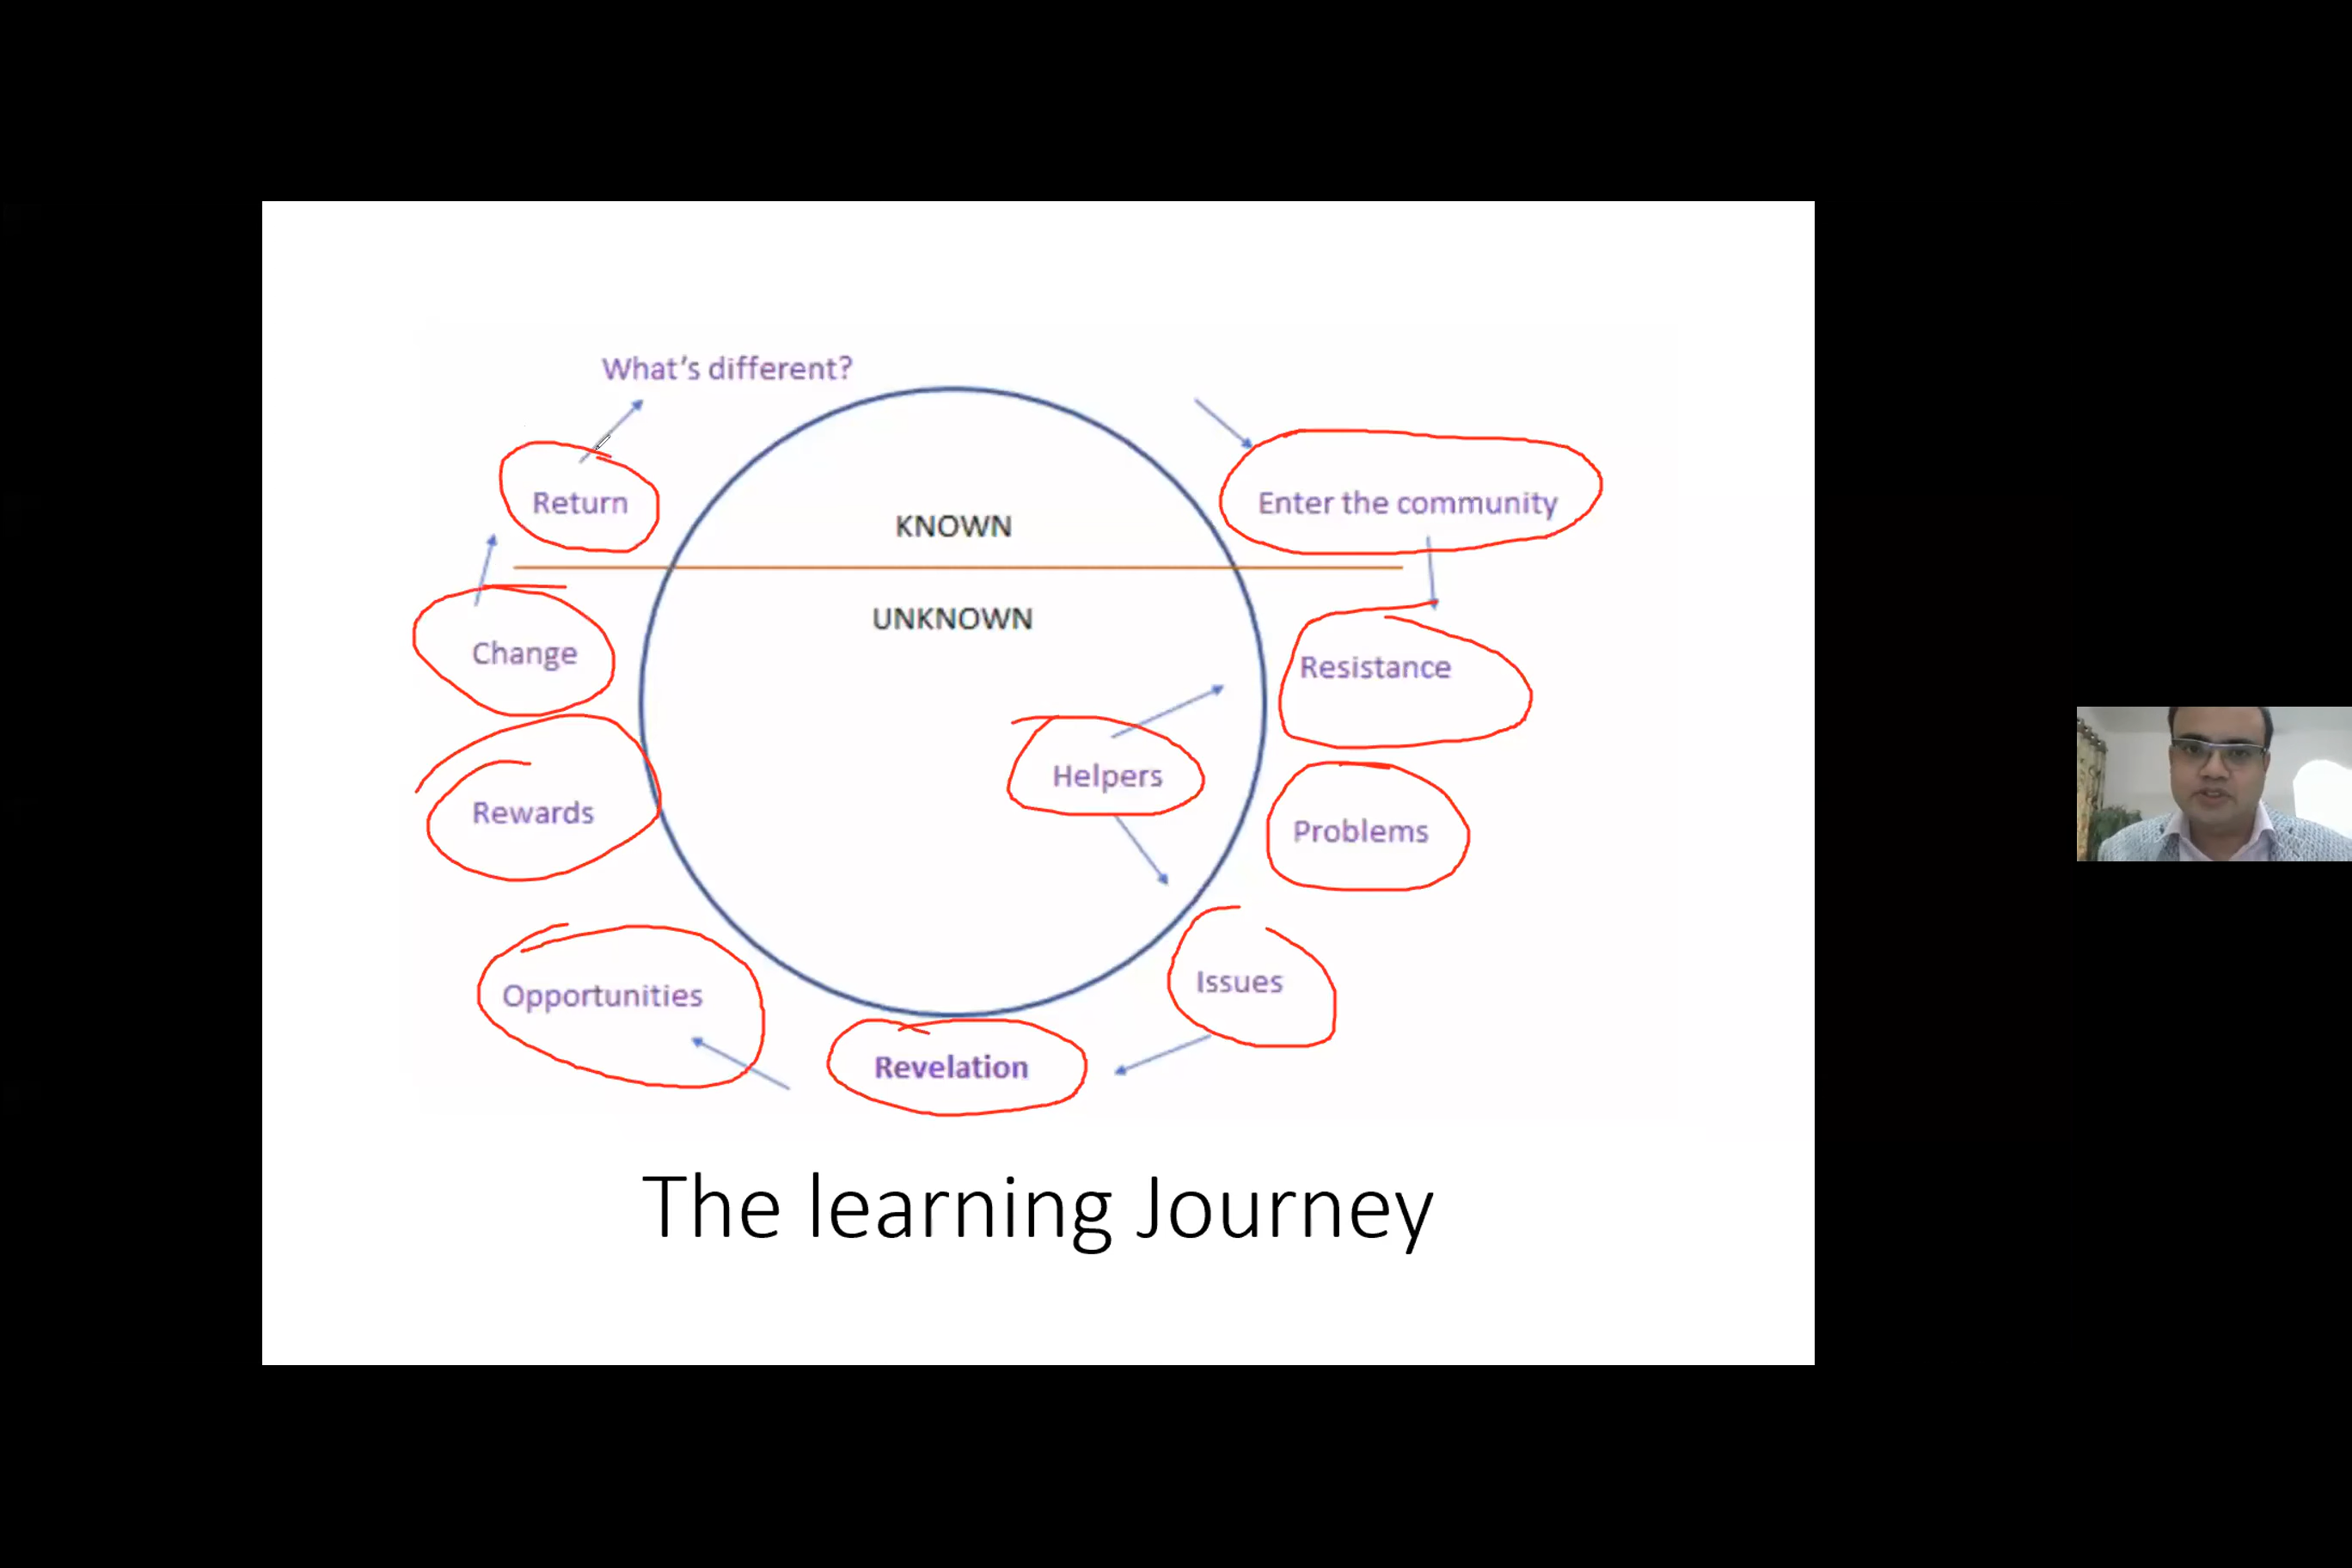 What's different?
Return
KNOWN
Enter the community
UNKNOWN
Change
Resistance
Helpers
Rewards
Problems
Opportunities
Issues
Revelation
The learning Journey